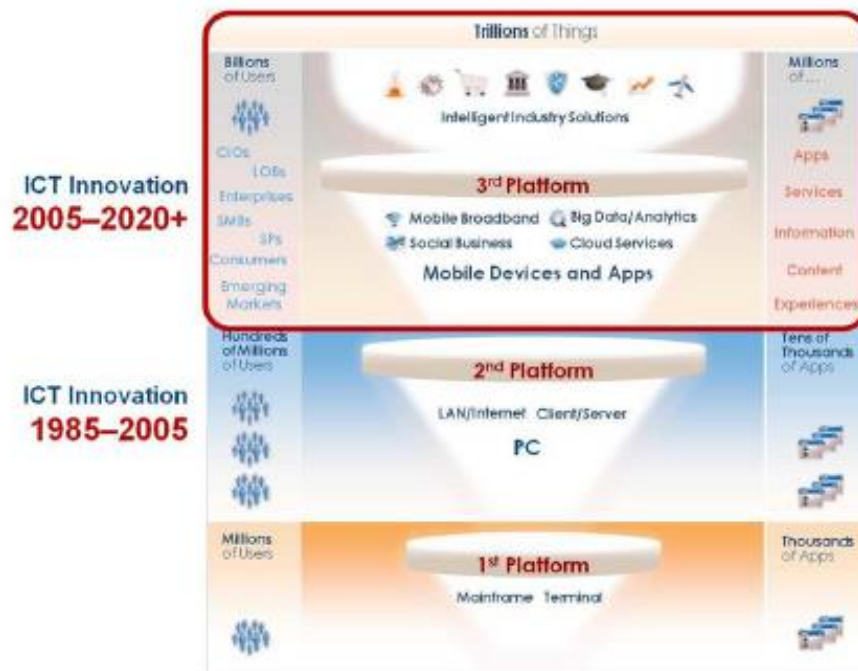 Trillions of Things
Billions
of Users
Millions
of ...
Intelligent Industry Solutions
CIOs
LOBs
Enterprises
SMBs
SPs
Consumers
Emerging
Markets
ICT Innovation
2005–2020+
3rd Platform
Mobile Broadband
Big Data/Analytics
Social Business
Cloud Services
Mobile Devices and Apps
Apps
Services
Information
Content
Experiences
Hundreds
of Millions
of Users
ICT Innovation
1985–2005
2nd Platform
LAN/Internet Client/Server
PC
Tens of
Thousands
of Apps
Millions
of Users
1st Platform
Mainframe Terminal
Thousands
of Apps